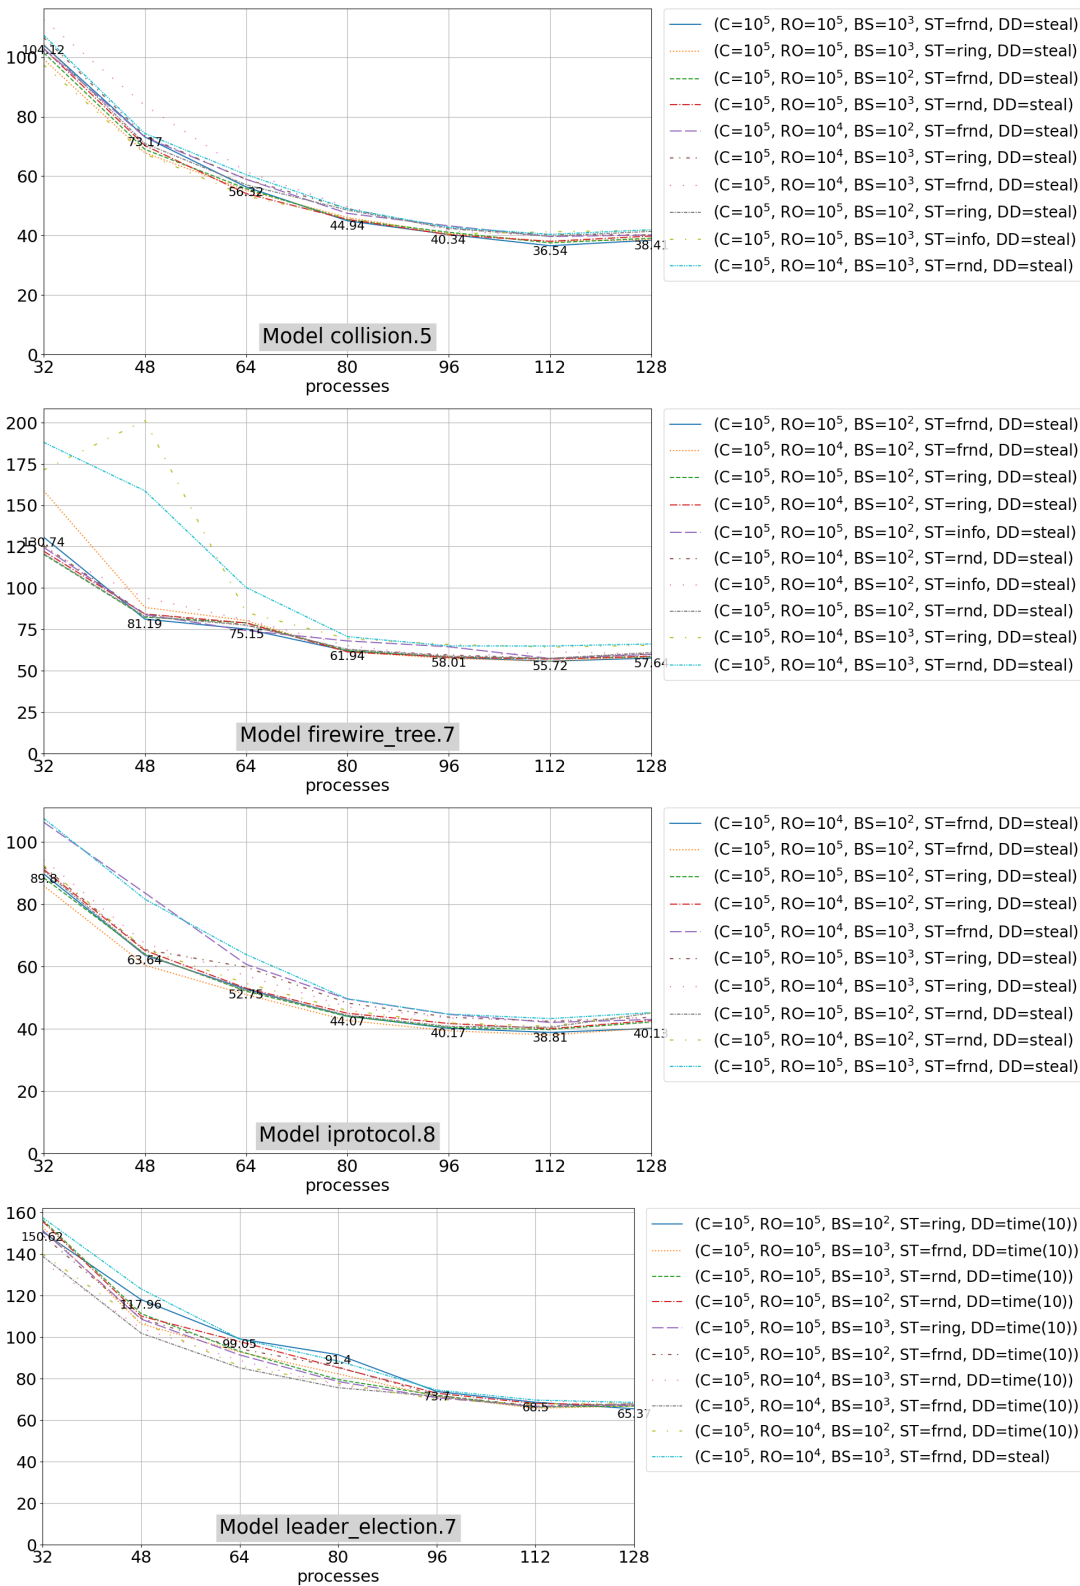 (C=10⁵, RO=10⁵, BS=10³, ST=frnd, DD=steal)
(C=10⁵, RO=10⁵, BS=10³, ST=ring, DD=steal)
(C=10⁵, RO=10⁵, BS=10², ST=frnd, DD=steal)
(C=10⁵, RO=10⁵, BS=10³, ST=rnd, DD=steal)
(C=10⁵, RO=10⁴, BS=10², ST=frnd, DD=steal)
(C=10⁵, RO=10⁴, BS=10³, ST=ring, DD=steal)
(C=10⁵, RO=10⁴, BS=10³, ST=frnd, DD=steal)
(C=10⁵, RO=10⁵, BS=10², ST=ring, DD=steal)
(C=10⁵, RO=10⁵, BS=10³, ST=info, DD=steal)
(C=10⁵, RO=10⁴, BS=10³, ST=rnd, DD=steal)
100
80
60
40
20
0
104.12
73.17
56.32
44.94
40.34
36.54
38.41
Model collision.5
32 48 64 80 96 112 128
processes
(C=10⁵, RO=10⁵, BS=10², ST=frnd, DD=steal)
(C=10⁵, RO=10⁴, BS=10², ST=frnd, DD=steal)
(C=10⁵, RO=10⁵, BS=10², ST=ring, DD=steal)
(C=10⁵, RO=10⁴, BS=10², ST=ring, DD=steal)
(C=10⁵, RO=10⁵, BS=10², ST=info, DD=steal)
(C=10⁵, RO=10⁴, BS=10², ST=rnd, DD=steal)
(C=10⁵, RO=10⁴, BS=10², ST=info, DD=steal)
(C=10⁵, RO=10⁵, BS=10², ST=rnd, DD=steal)
(C=10⁵, RO=10⁴, BS=10³, ST=ring, DD=steal)
(C=10⁵, RO=10⁴, BS=10³, ST=rnd, DD=steal)
200
175
150
125
100
75
50
25
0
130.74
81.19
75.15
61.94
58.01
55.72
57.64
Model firewire_tree.7
32 48 64 80 96 112 128
processes
(C=10⁵, RO=10⁴, BS=10², ST=frnd, DD=steal)
(C=10⁵, RO=10⁵, BS=10², ST=frnd, DD=steal)
(C=10⁵, RO=10⁵, BS=10², ST=ring, DD=steal)
(C=10⁵, RO=10⁴, BS=10², ST=ring, DD=steal)
(C=10⁵, RO=10⁴, BS=10³, ST=frnd, DD=steal)
(C=10⁵, RO=10⁵, BS=10³, ST=ring, DD=steal)
(C=10⁵, RO=10⁴, BS=10³, ST=ring, DD=steal)
(C=10⁵, RO=10⁵, BS=10², ST=rnd, DD=steal)
(C=10⁵, RO=10⁴, BS=10², ST=rnd, DD=steal)
(C=10⁵, RO=10⁵, BS=10³, ST=frnd, DD=steal)
100
80
60
40
20
0
89.8
63.64
52.75
44.07
40.17
38.81
40.13
Model iprotocol.8
32 48 64 80 96 112 128
processes
(C=10⁵, RO=10⁵, BS=10², ST=ring, DD=time(10))
(C=10⁵, RO=10⁵, BS=10³, ST=frnd, DD=time(10))
(C=10⁵, RO=10⁵, BS=10³, ST=rnd, DD=time(10))
(C=10⁵, RO=10⁵, BS=10², ST=rnd, DD=time(10))
(C=10⁵, RO=10⁵, BS=10³, ST=ring, DD=time(10))
(C=10⁵, RO=10⁵, BS=10², ST=frnd, DD=time(10))
(C=10⁵, RO=10⁴, BS=10³, ST=rnd, DD=time(10))
(C=10⁵, RO=10⁴, BS=10³, ST=frnd, DD=time(10))
(C=10⁵, RO=10⁴, BS=10², ST=frnd, DD=time(10))
(C=10⁵, RO=10⁴, BS=10³, ST=frnd, DD=steal)
160
140
120
100
80
60
40
20
0
150.62
117.96
99.05
91.4
73.7
68.5
65.37
Model leader_election.7
32 48 64 80 96 112 128
processes